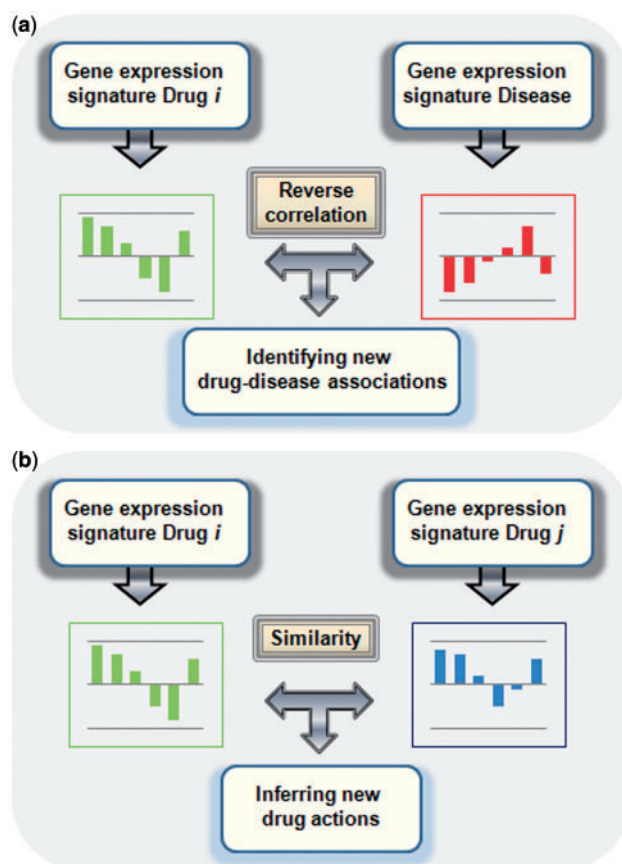 (a)
Gene expression
signature Drug i
Gene expression
signature Disease
Reverse
correlation
Identifying new
drug-disease associations
(b)
Gene expression
signature Drug i
Gene expression
signature Drug j
Similarity
Inferring new
drug actions